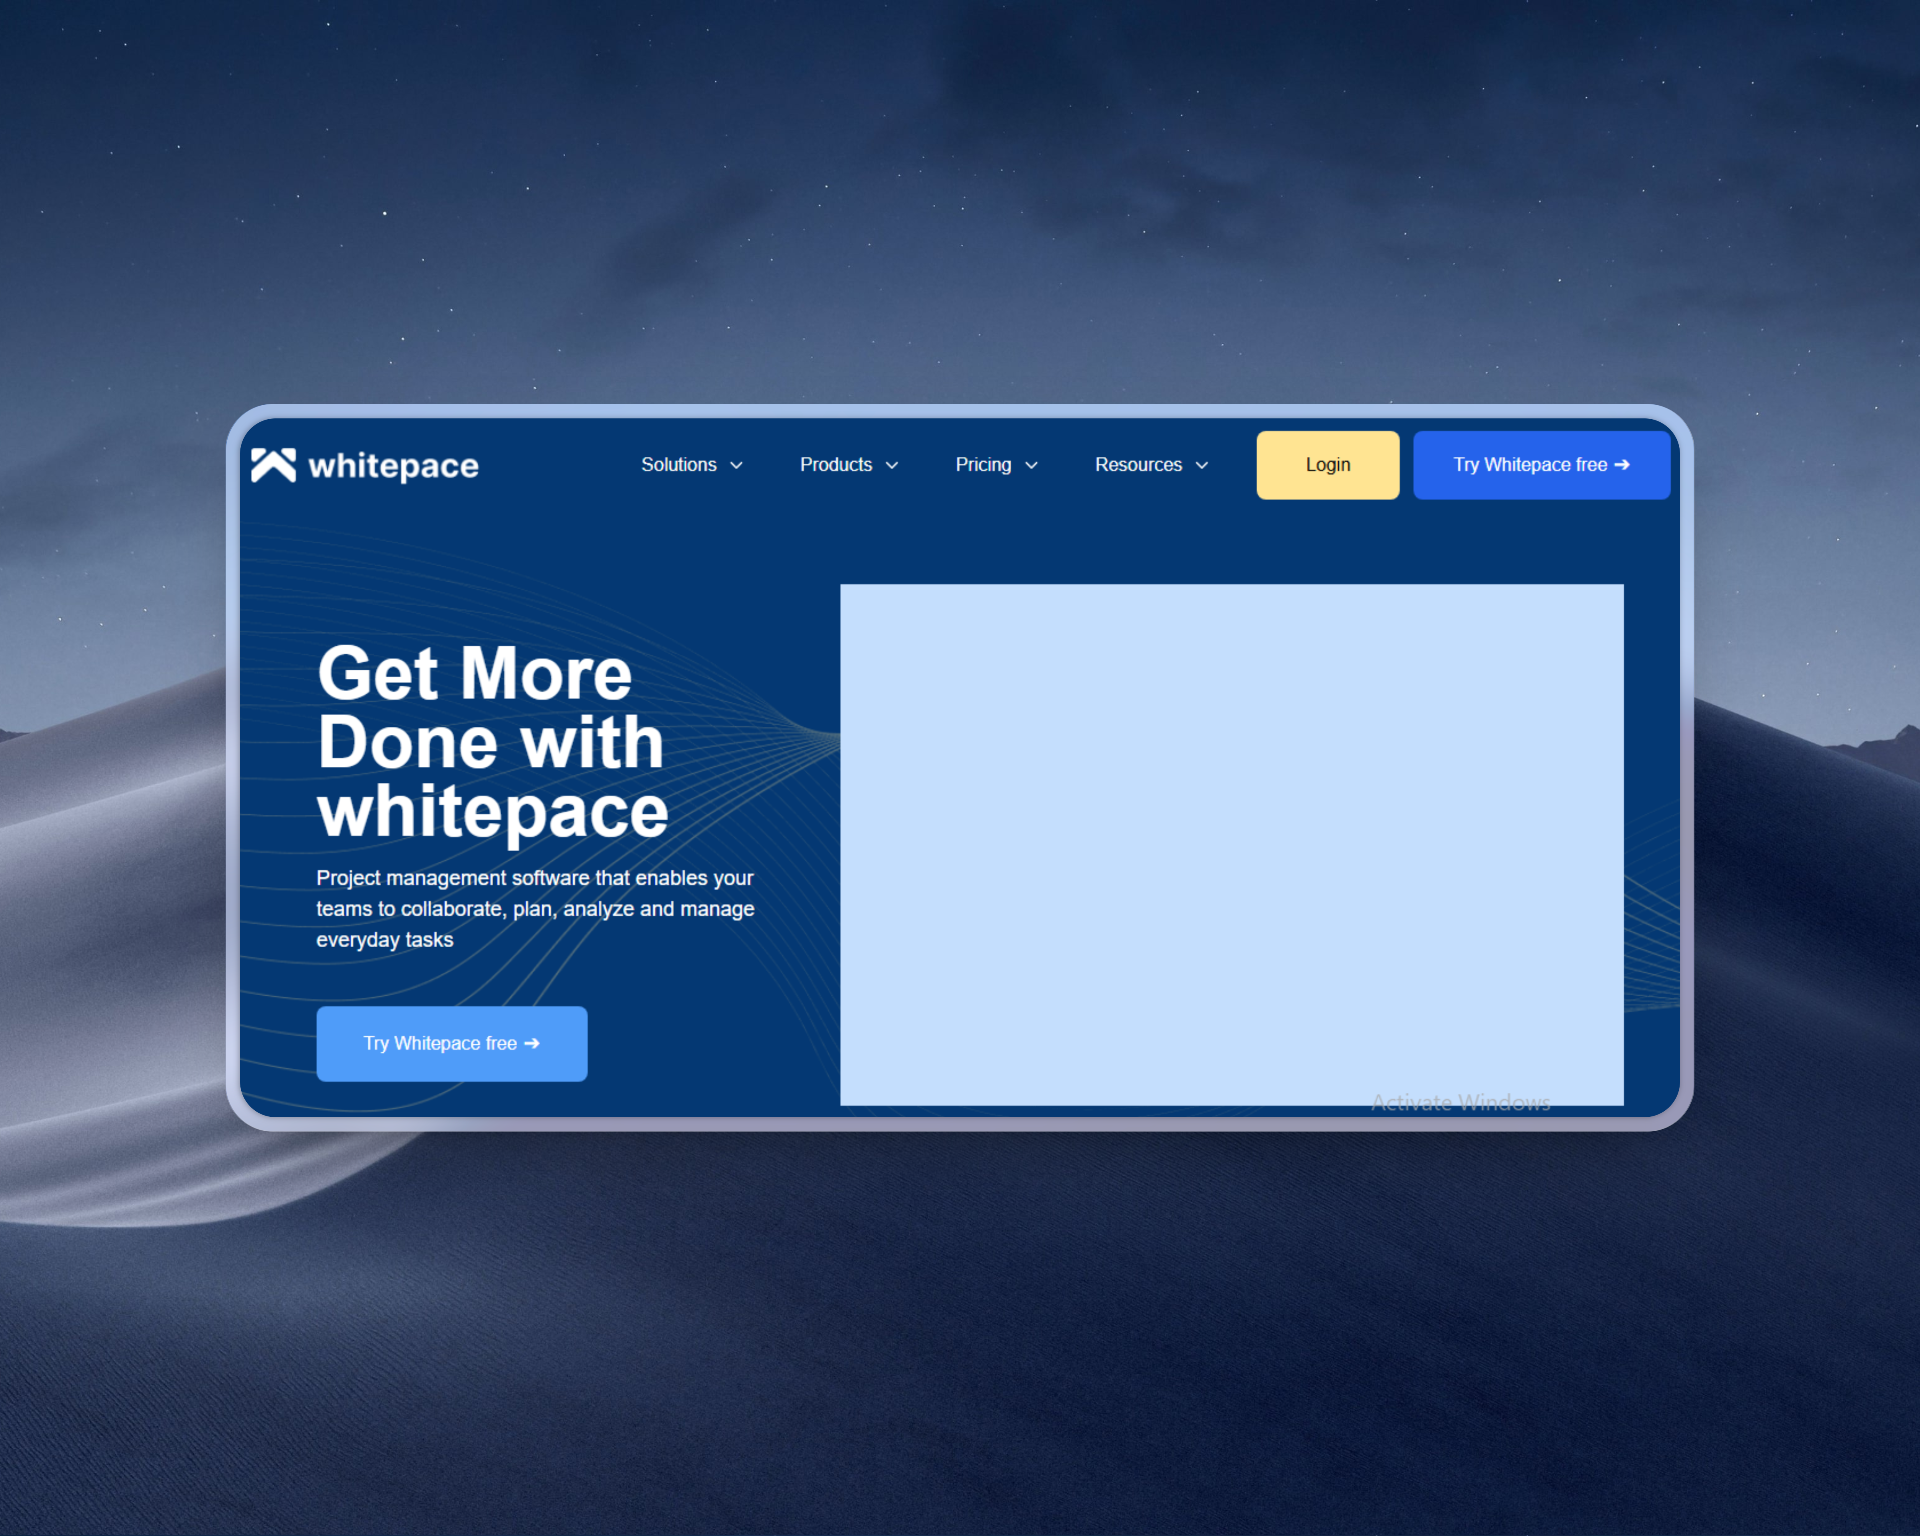 whitepace
Solutions
Products
Pricing
Resources
Login
Try Whitepace free ➔
Get More
Done with
whitepace
Project management software that enables your
teams to collaborate, plan, analyze and manage
everyday tasks
Try Whitepace free ➔
Activate Windows